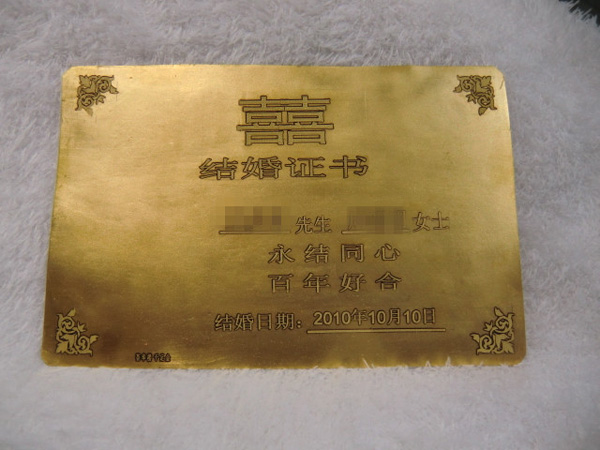 囍
结婚证书
先生 女士
永结同心
百年好合
结婚日期：2010年10月10日